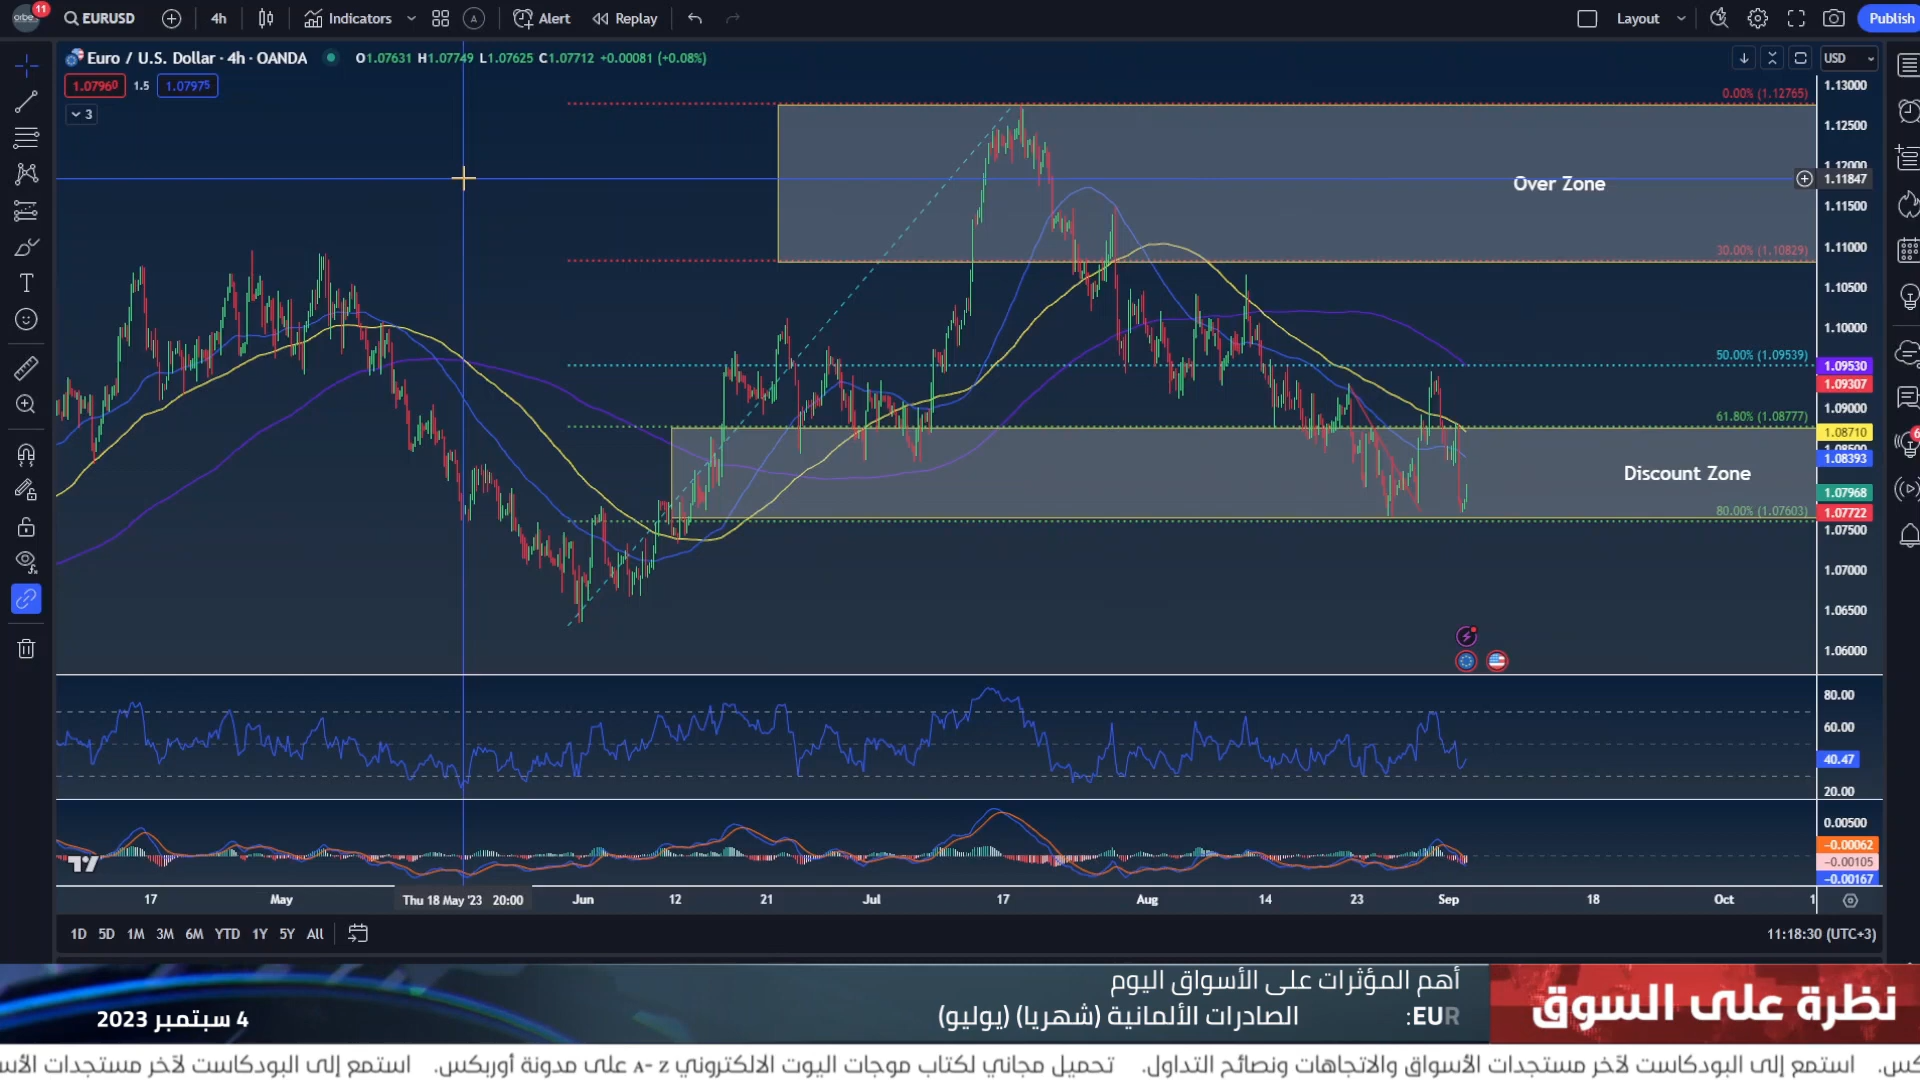 11
EURUSD
4h
Indicators
A
Alert
Replay
Layout
Publish
Euro / U.S. Dollar · 4h · OANDA
O1.07631 H1.07749 L1.07625 C1.07712 +0.00081 (+0.08%)
USD
1.07960
1.5
1.07975
3
1.13000
0.00% (1.12765)
1.12500
1.12000
1.11847
Over Zone
1.11500
30.00% (1.10829)
1.11000
1.10500
1.10000
50.00% (1.09539)
1.09530
1.09307
1.09000
61.80% (1.08777)
1.08710
1.08500
1.08393
Discount Zone
1.07968
80.00% (1.07603)
1.07722
1.07500
1.07000
1.06500
1.06000
80.00
60.00
40.47
20.00
0.00500
−0.00062
−0.00105
−0.00167
17 May Thu 18 May '23 20:00 Jun 12 21 Jul 17 Aug 14 23 Sep 18 Oct 1
1D 5D 1M 3M 6M YTD 1Y 5Y All
11:18:30 (UTC+3)
نظرة على السوق
أهم المؤثرات على الأسواق اليوم
EUR: الصادرات الألمانية (شهريا) (يوليو)
4 سبتمبر 2023
استمع إلى البودكاست لآخر مستجدات الأسواق والاتجاهات ونصائح التداول. تحميل مجاني لكتاب موجات اليوت الالكتروني A- Z على مدونة أوربكس. استمع إلى البودكاست لآخر مستجدات